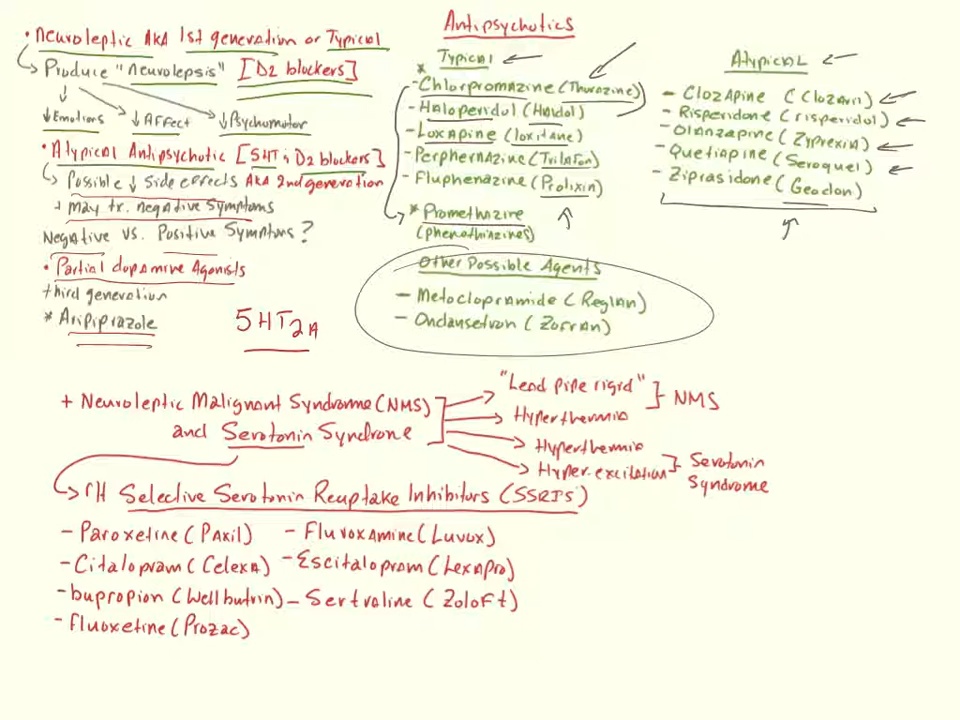 Antipsychotics
• Neuroleptic AKA 1st generation or Typical
Produce "Neurolepsis" [D2 blockers]
↓Emotions ↓Affect ↓Psychomotor
• Atypical Antipsychotic [5HT ; D2 blockers]
Possible ↓ Side effects AKA 2nd generation
+ May tx. negative Symptoms
Negative vs. Positive Symptoms?
• Partial dopamine Agonists
third generation
* Aripiprazole
5HT2A
Typical
* - Chlorpromazine (Thorazine)
- Haloperidol (Haldol)
- Loxapine (loxitane)
- Perphenazine (Trilafon)
- Fluphenazine (Prolixin)
* Promethazine
(phenothiazines)
Atypical
- Clozapine (Clozaril)
- Risperidone (risperidol)
- Olanzapine (Zyprexia)
- Quetiapine (Seroquel)
- Ziprasidone (Geodon)
Other Possible Agents
- Metoclopramide (Reglan)
- Ondansetron (Zofran)
+ Neuroleptic Malignant Syndrome (NMS)
and Serotonin Syndrome
"Lead pipe rigid"
Hyperthermia
NMS
Hyperthermia
Hyper-excitation
Serotonin
Syndrome
rH Selective Serotonin Reuptake Inhibitors (SSRIs)
- Paroxetine (Paxil) - Fluvoxamine (Luvox)
- Citalopram (Celexa) - Escitalopram (Lexapro)
- bupropion (Wellbutrin) - Sertraline (Zoloft)
- fluoxetine (Prozac)